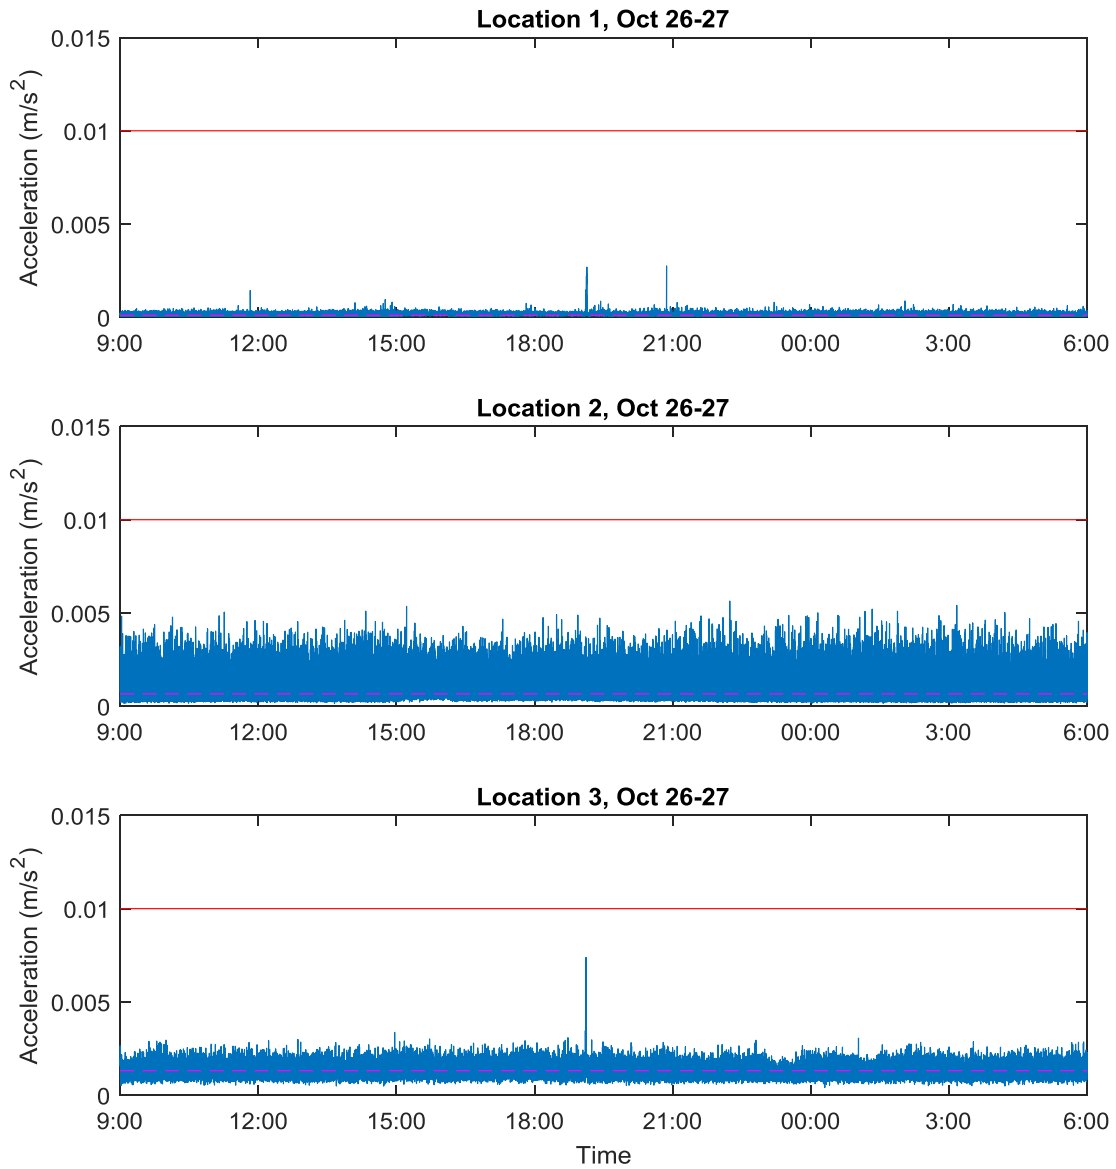 Location 1, Oct 26-27
Acceleration (m/s²)
0.015
0.01
0.005
0
9:00 12:00 15:00 18:00 21:00 00:00 3:00 6:00
Location 2, Oct 26-27
Acceleration (m/s²)
0.015
0.01
0.005
0
9:00 12:00 15:00 18:00 21:00 00:00 3:00 6:00
Location 3, Oct 26-27
Acceleration (m/s²)
0.015
0.01
0.005
0
9:00 12:00 15:00 18:00 21:00 00:00 3:00 6:00
Time